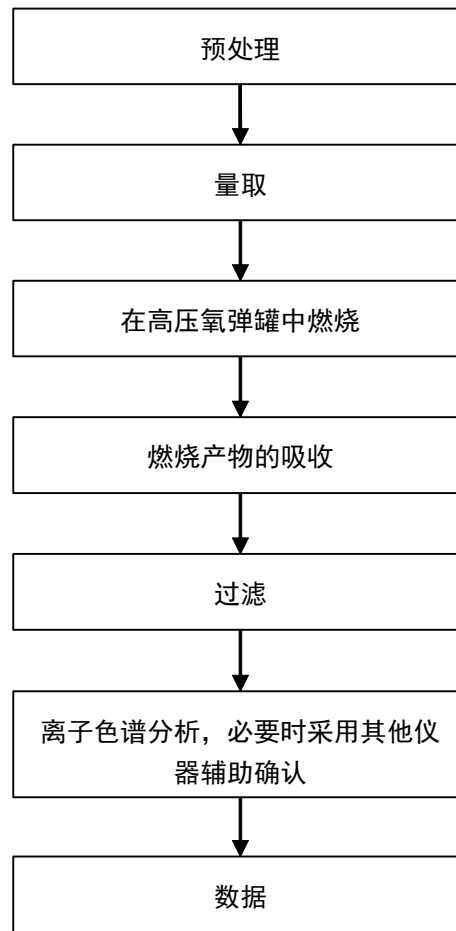 预处理
量取
在高压氧弹罐中燃烧
燃烧产物的吸收
过滤
离子色谱分析，必要时采用其他仪
器辅助确认
数据